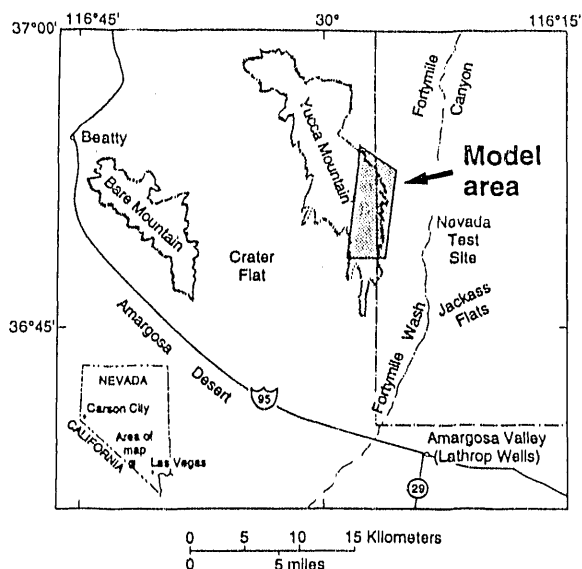 116°45'
30°
116°15'
37°00'
Fortymile
Canyon
Yucca Mountain
Beatty
Model
area
Bare Mountain
Nevada
Test
Site
Crater
Flat
Jackass
Flats
36°45'
Fortymile Wash
Amargosa
Desert
95
NEVADA
Carson City
CALIFORNIA
Area of
map
Las Vegas
Amargosa Valley
(Lathrop Wells)
29
0 5 10 15 Kilometers
0 5 miles